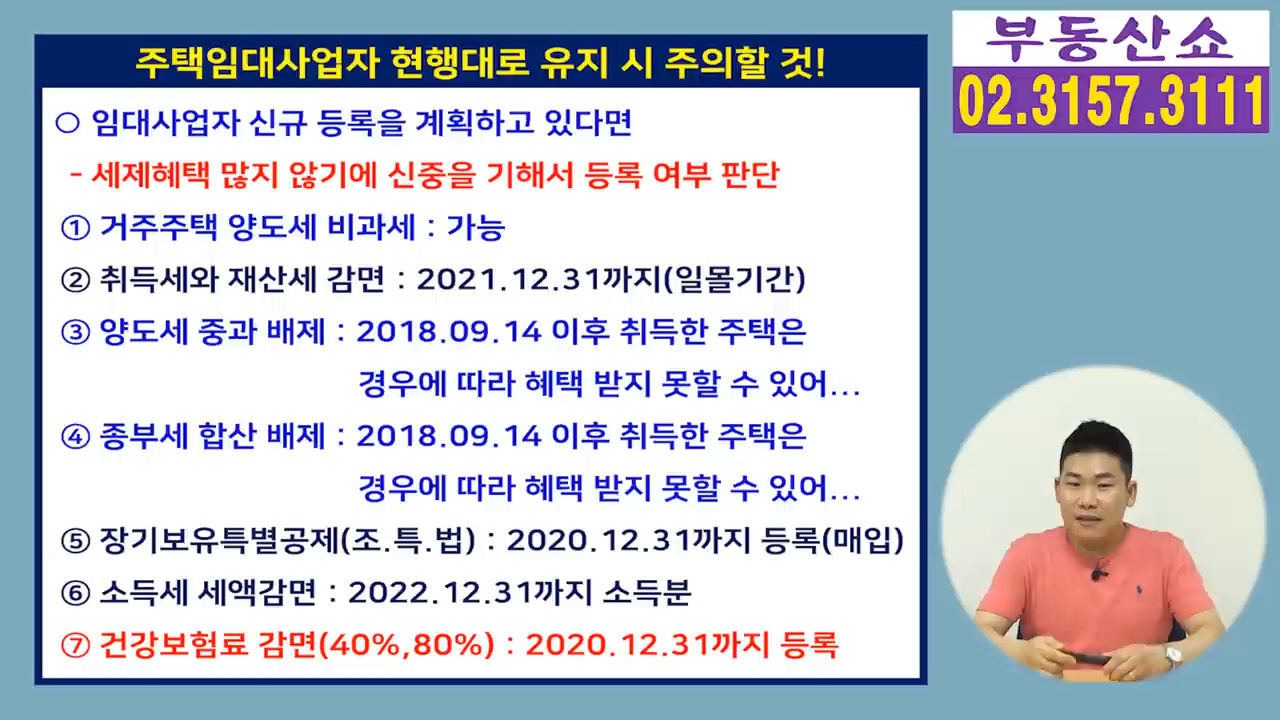 주택임대사업자 현행대로 유지 시 주의할 것!
부동산쇼
02.3157.3111
○ 임대사업자 신규 등록을 계획하고 있다면
- 세제혜택 많지 않기에 신중을 기해서 등록 여부 판단
① 거주주택 양도세 비과세 : 가능
② 취득세와 재산세 감면 : 2021.12.31까지(일몰기간)
③ 양도세 중과 배제 : 2018.09.14 이후 취득한 주택은
경우에 따라 혜택 받지 못할 수 있어...
④ 종부세 합산 배제 : 2018.09.14 이후 취득한 주택은
경우에 따라 혜택 받지 못할 수 있어...
⑤ 장기보유특별공제(조.특.법) : 2020.12.31까지 등록(매입)
⑥ 소득세 세액감면 : 2022.12.31까지 소득분
⑦ 건강보험료 감면(40%,80%) : 2020.12.31까지 등록